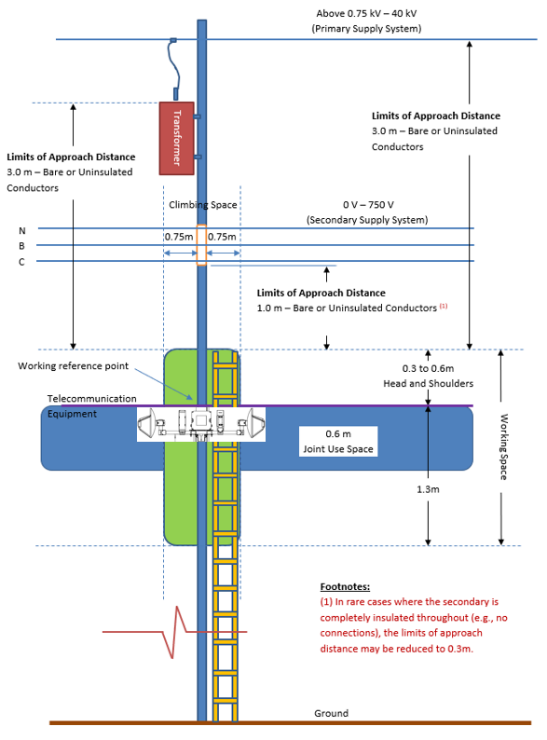 Above 0.75 kV – 40 kV
(Primary Supply System)
Transformer
Limits of Approach Distance
3.0 m – Bare or Uninsulated
Conductors
Limits of Approach Distance
3.0 m – Bare or Uninsulated
Conductors
Climbing Space
0 V – 750 V
(Secondary Supply System)
N
B
C
0.75m
0.75m
Limits of Approach Distance
1.0 m – Bare or Uninsulated Conductors (1)
Working reference point
0.3 to 0.6m
Head and Shoulders
Telecommunication
Equipment
0.6 m
Joint Use Space
Working Space
1.3m
Footnotes:
(1) In rare cases where the secondary is
completely insulated throughout (e.g., no
connections), the limits of approach
distance may be reduced to 0.3m.
Ground